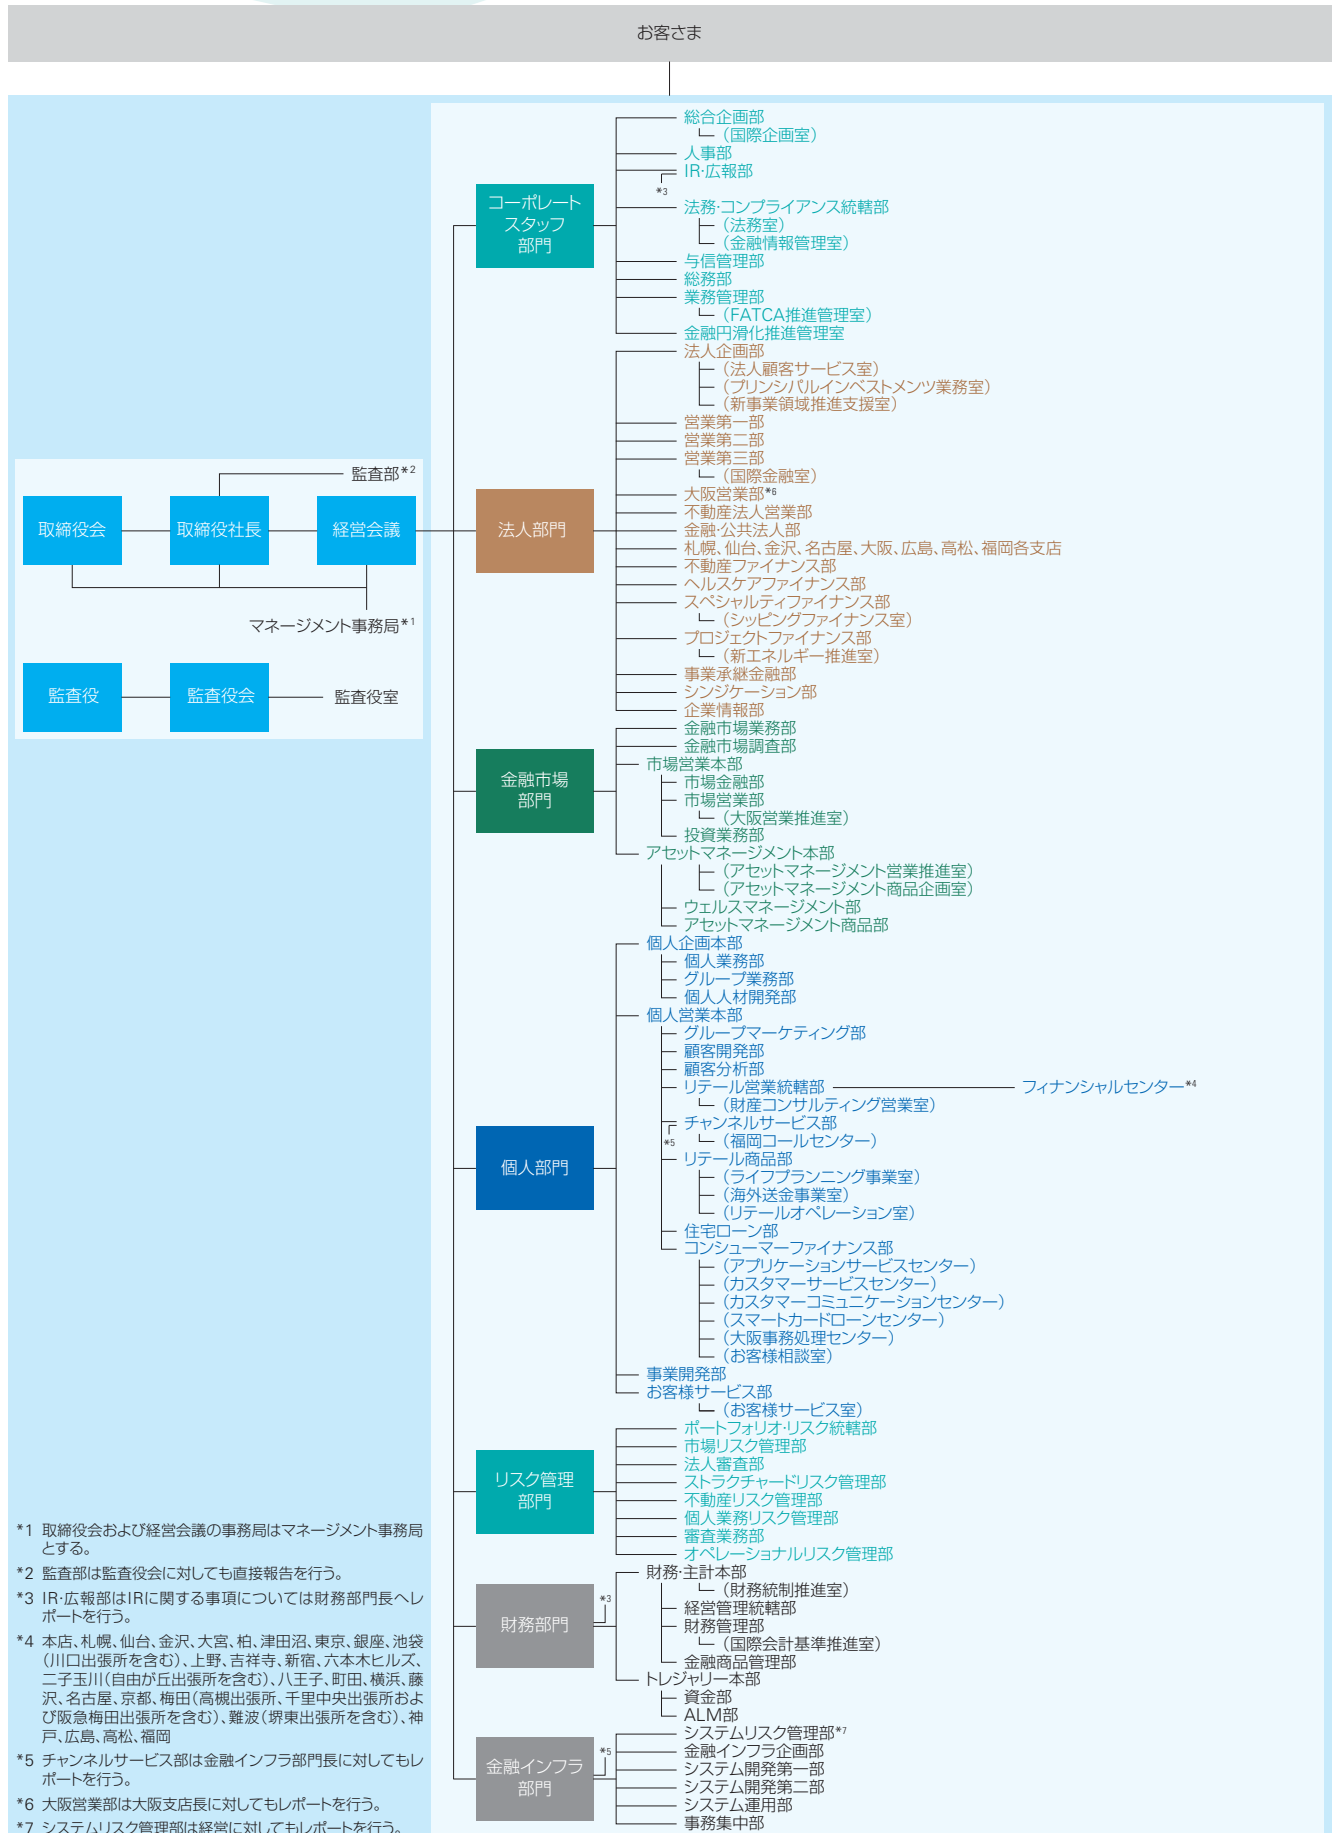 お客さま
総合企画部
（国際企画室）
人事部
IR・広報部
*3
法務・コンプライアンス統轄部
（法務室）
（金融情報管理室）
与信管理部
総務部
業務管理部
（FATCA推進管理室）
金融円滑化推進管理室
コーポレート
スタッフ
部門
法人企画部
（法人顧客サービス室）
（プリンシパルインベストメンツ業務室）
（新事業領域推進支援室）
営業第一部
営業第二部
営業第三部
（国際金融室）
大阪営業部*6
不動産法人営業部
金融・公共法人部
札幌、仙台、金沢、名古屋、大阪、広島、高松、福岡各支店
不動産ファイナンス部
ヘルスケアファイナンス部
スペシャルティファイナンス部
（シッピングファイナンス室）
プロジェクトファイナンス部
（新エネルギー推進室）
事業承継金融部
シンジケーション部
企業情報部
法人部門
監査部*2
取締役会
取締役社長
経営会議
マネージメント事務局*1
監査役
監査役会
監査役室
金融市場業務部
金融市場調査部
市場営業本部
市場金融部
市場営業部
（大阪営業推進室）
投資業務部
アセットマネージメント本部
（アセットマネージメント営業推進室）
（アセットマネージメント商品企画室）
ウェルスマネージメント部
アセットマネージメント商品部
金融市場
部門
個人企画本部
個人業務部
グループ業務部
個人人材開発部
個人営業本部
グループマーケティング部
顧客開発部
顧客分析部
リテール営業統轄部
フィナンシャルセンター*4
（財産コンサルティング営業室）
チャンネルサービス部
*5
（福岡コールセンター）
リテール商品部
（ライフプランニング事業室）
（海外送金事業室）
（リテールオペレーション室）
住宅ローン部
コンシューマーファイナンス部
（アプリケーションサービスセンター）
（カスタマーサービスセンター）
（カスタマーコミュニケーションセンター）
（スマートカードローンセンター）
（大阪事務処理センター）
（お客様相談室）
事業開発部
お客様サービス部
（お客様サービス室）
個人部門
ポートフォリオ・リスク統轄部
市場リスク管理部
法人審査部
ストラクチャードリスク管理部
不動産リスク管理部
個人業務リスク管理部
審査業務部
オペレーショナルリスク管理部
リスク管理
部門
財務・主計本部
（財務統制推進室）
経営管理統轄部
財務管理部
（国際会計基準推進室）
金融商品管理部
トレジャリー本部
資金部
ALM部
財務部門
*3
システムリスク管理部*7
金融インフラ企画部
システム開発第一部
システム開発第二部
システム運用部
事務集中部
金融インフラ
部門
*5
*1 取締役会および経営会議の事務局はマネージメント事務局
とする。
*2 監査部は監査役会に対しても直接報告を行う。
*3 IR・広報部はIRに関する事項については財務部門長へレ
ポートを行う。
*4 本店、札幌、仙台、金沢、大宮、柏、津田沼、東京、銀座、池袋
（川口出張所を含む）、上野、吉祥寺、新宿、六本木ヒルズ、
二子玉川（自由が丘出張所を含む）、八王子、町田、横浜、藤
沢、名古屋、京都、梅田（高槻出張所、千里中央出張所およ
び阪急梅田出張所を含む）、難波（堺東出張所を含む）、神
戸、広島、高松、福岡
*5 チャンネルサービス部は金融インフラ部門長に対してもレ
ポートを行う。
*6 大阪営業部は大阪支店長に対してもレポートを行う。
*7 システムリスク管理部は経営に対してもレポートを行う。